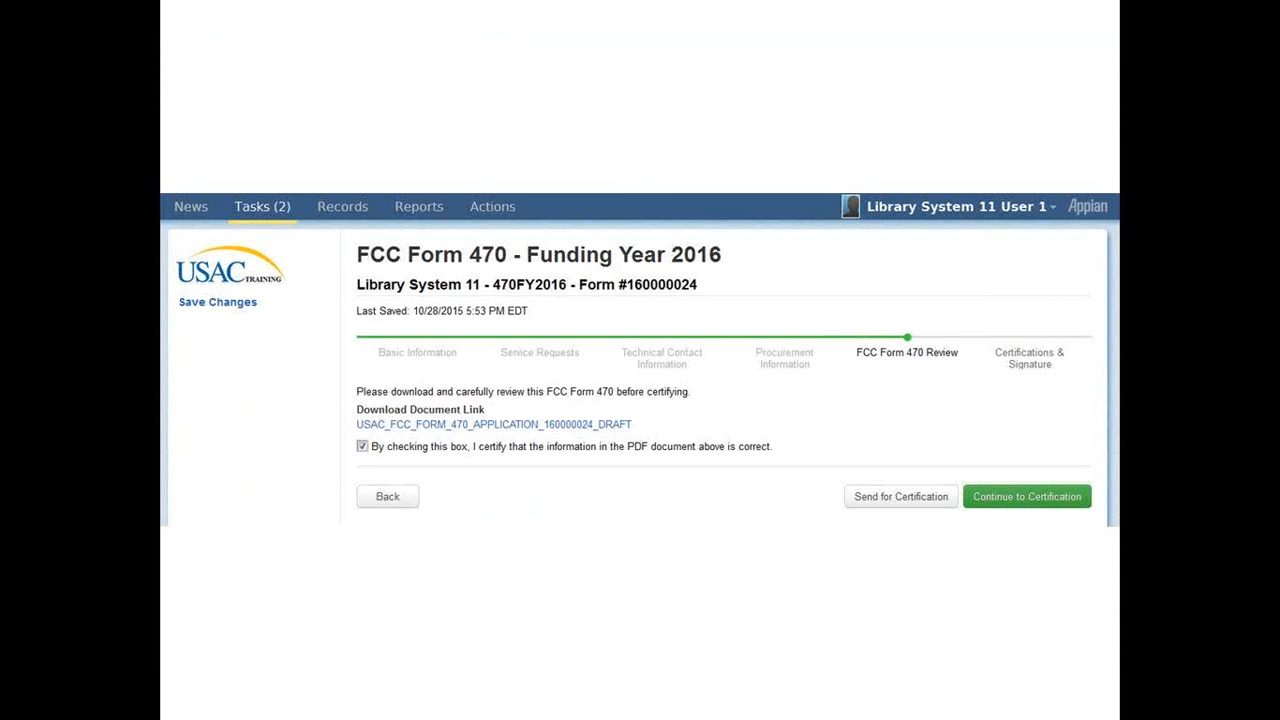 News Tasks (2) Records Reports Actions Library System 11 User 1 Appian
USAC TRAINING
Save Changes
FCC Form 470 - Funding Year 2016
Library System 11 - 470FY2016 - Form #160000024
Last Saved: 10/28/2015 5:53 PM EDT
Basic Information Service Requests Technical Contact Information Procurement Information FCC Form 470 Review Certifications & Signature
Please download and carefully review this FCC Form 470 before certifying.
Download Document Link
USAC_FCC_FORM_470_APPLICATION_160000024_DRAFT
By checking this box, I certify that the information in the PDF document above is correct.
Back Send for Certification Continue to Certification